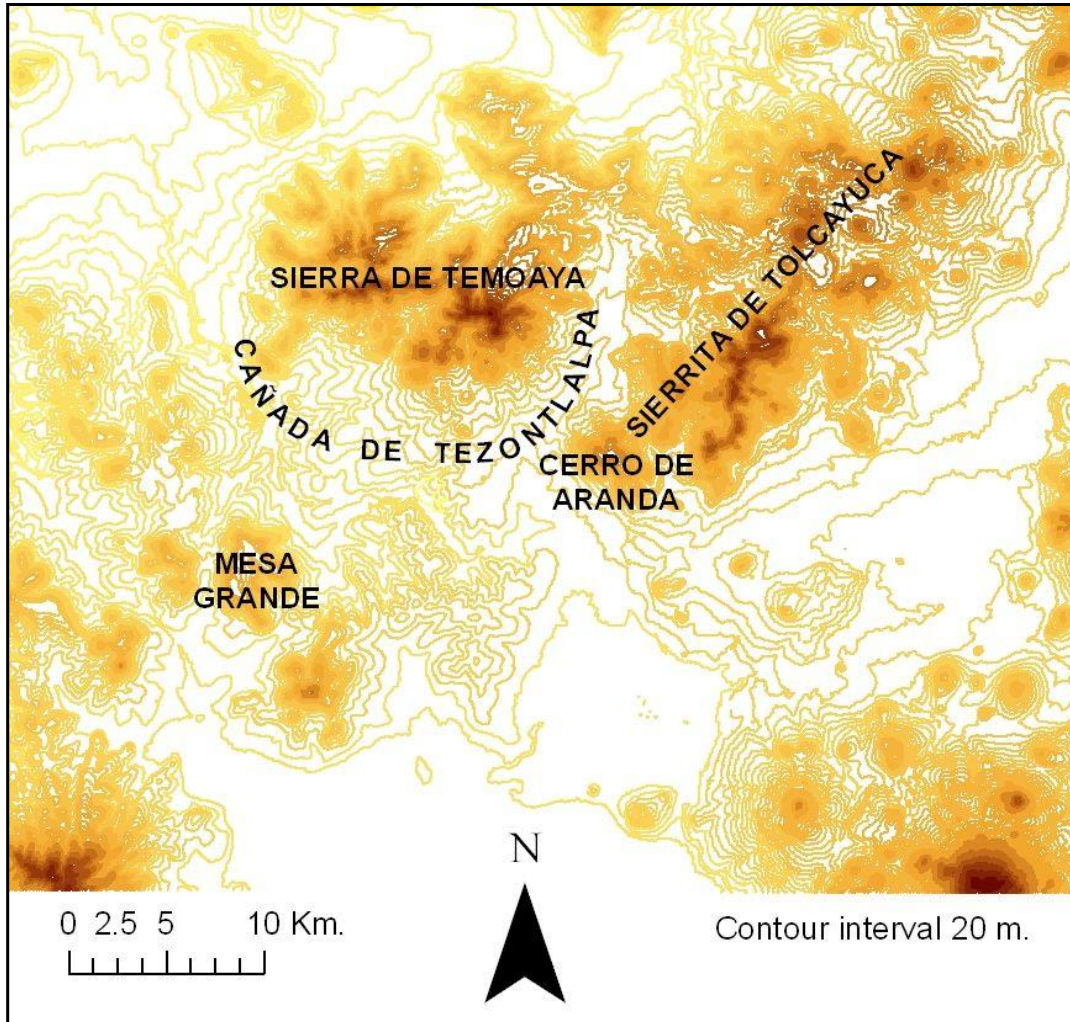 SIERRA DE TEMOAYA
SIERRITA DE TOLCAYUCA
CAÑADA DE TEZONTLALPA
CERRO DE
ARANDA
MESA
GRANDE
N
0 2.5 5 10 Km.
Contour interval 20 m.